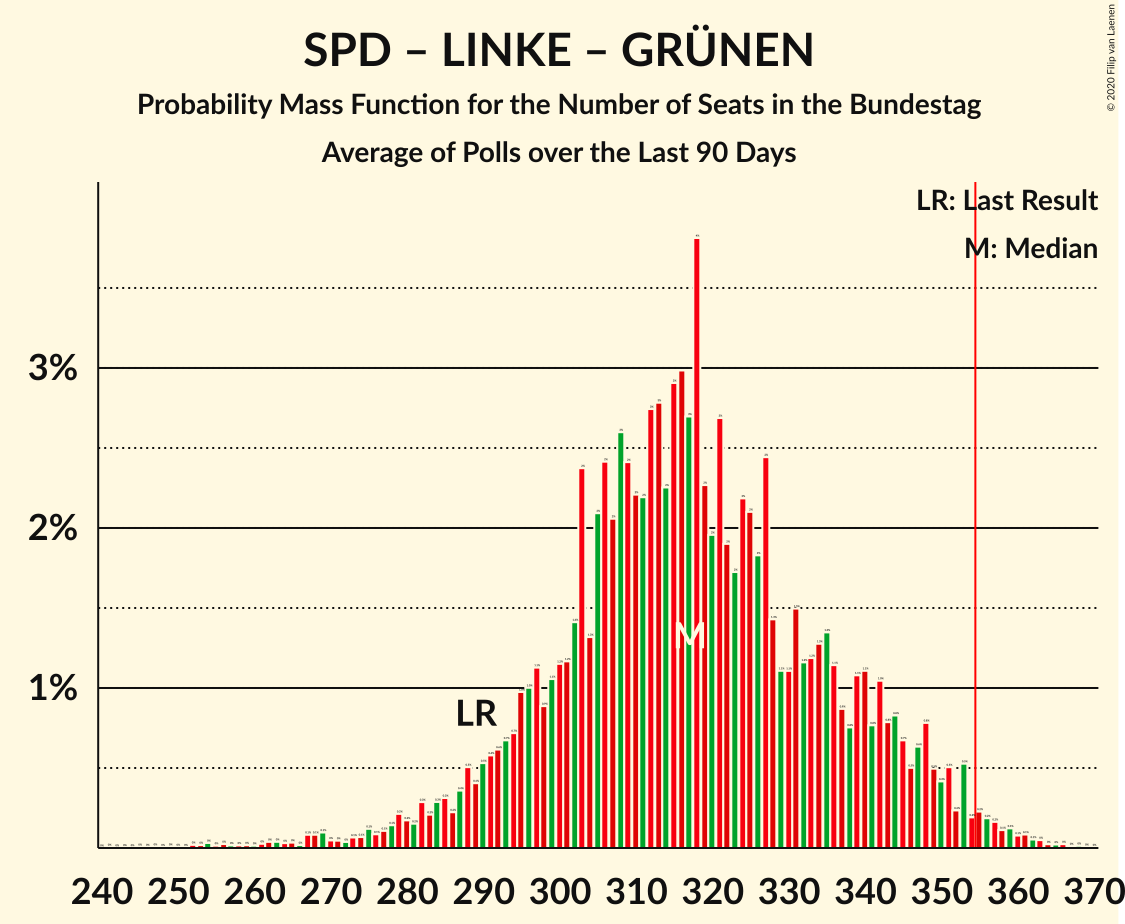 SPD – LINKE – GRÜNEN
Probability Mass Function for the Number of Seats in the Bundestag
Average of Polls over the Last 90 Days
© 2020 Filip van Laenen
LR: Last Result
M: Median
3%
2%
1%
LR
M
240 250 260 270 280 290 300 310 320 330 340 350 360 370